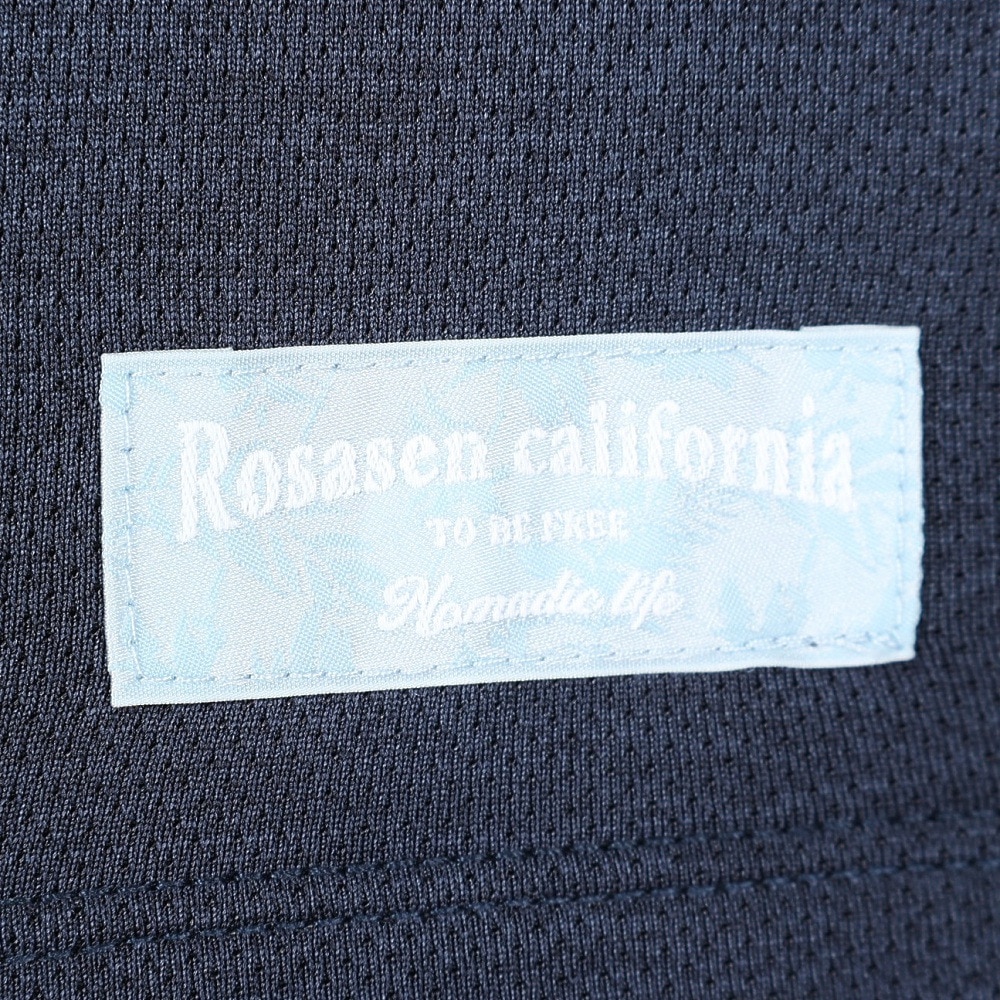 Rosasen california
TO BE FREE
Nomadic life